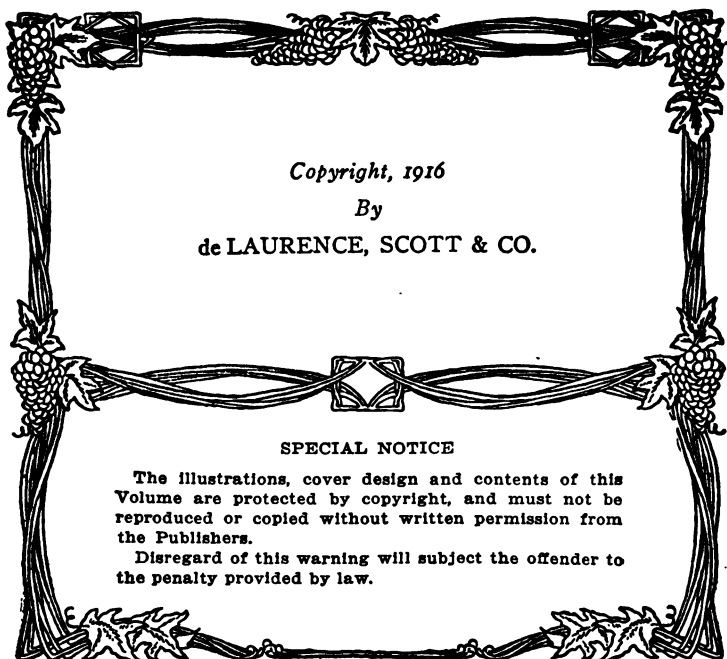 Copyright, 1916
By
de LAURENCE, SCOTT & CO.
SPECIAL NOTICE
The illustrations, cover design and contents of this
Volume are protected by copyright, and must not be
reproduced or copied without written permission from
the Publishers.
Disregard of this warning will subject the offender to
the penalty provided by law.